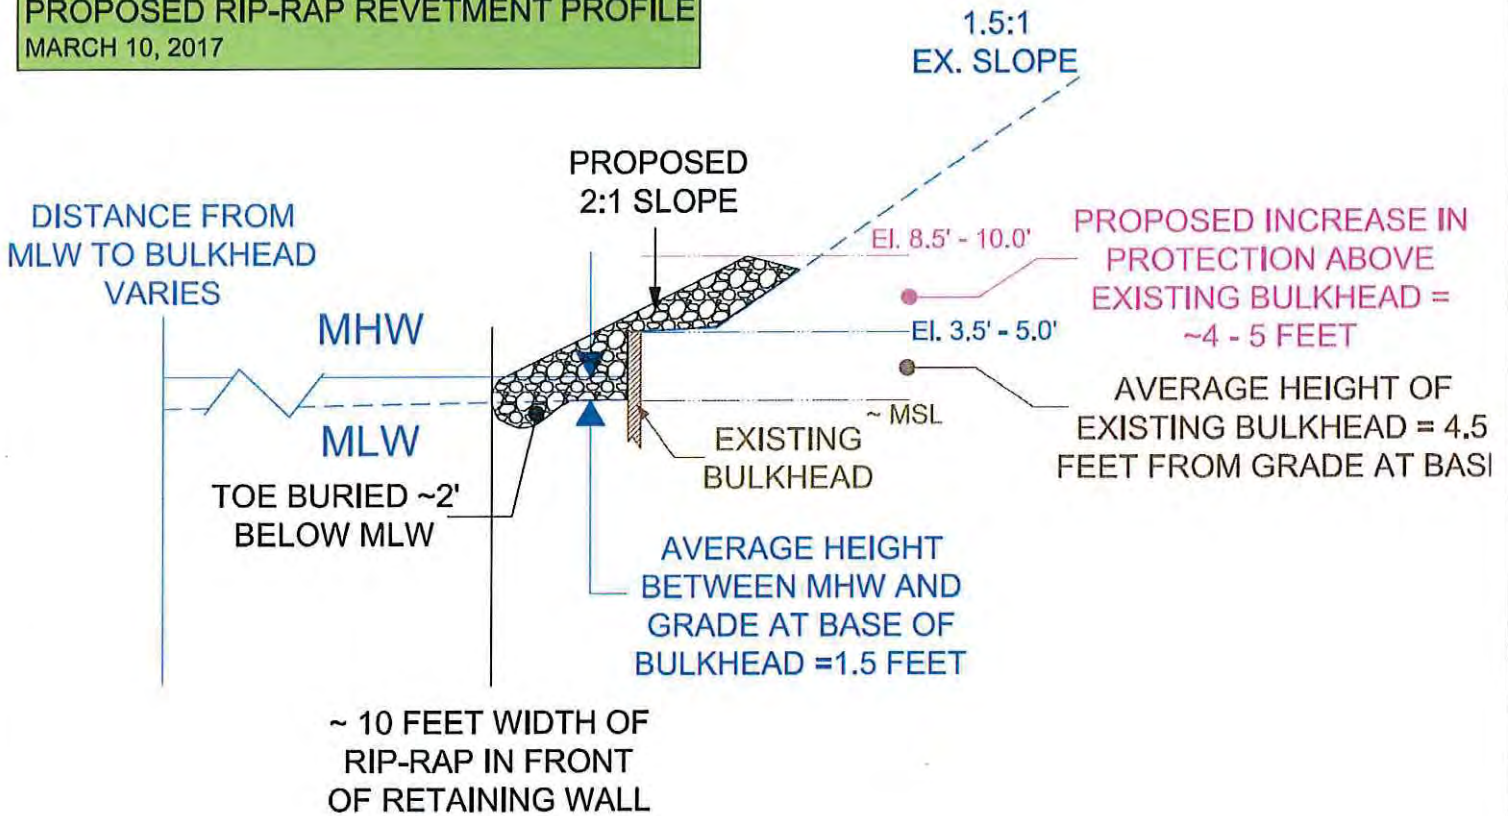 PROPOSED RIP-RAP REVETMENT PROFILE
MARCH 10, 2017
1.5:1
EX. SLOPE
PROPOSED
2:1 SLOPE
DISTANCE FROM
MLW TO BULKHEAD
VARIES
El. 8.5' - 10.0'
PROPOSED INCREASE IN
PROTECTION ABOVE
EXISTING BULKHEAD =
~4 - 5 FEET
MHW
El. 3.5' - 5.0'
MLW
~ MSL
AVERAGE HEIGHT OF
EXISTING BULKHEAD = 4.5
FEET FROM GRADE AT BAS
EXISTING
BULKHEAD
TOE BURIED ~2'
BELOW MLW
AVERAGE HEIGHT
BETWEEN MHW AND
GRADE AT BASE OF
BULKHEAD =1.5 FEET
~ 10 FEET WIDTH OF
RIP-RAP IN FRONT
OF RETAINING WALL